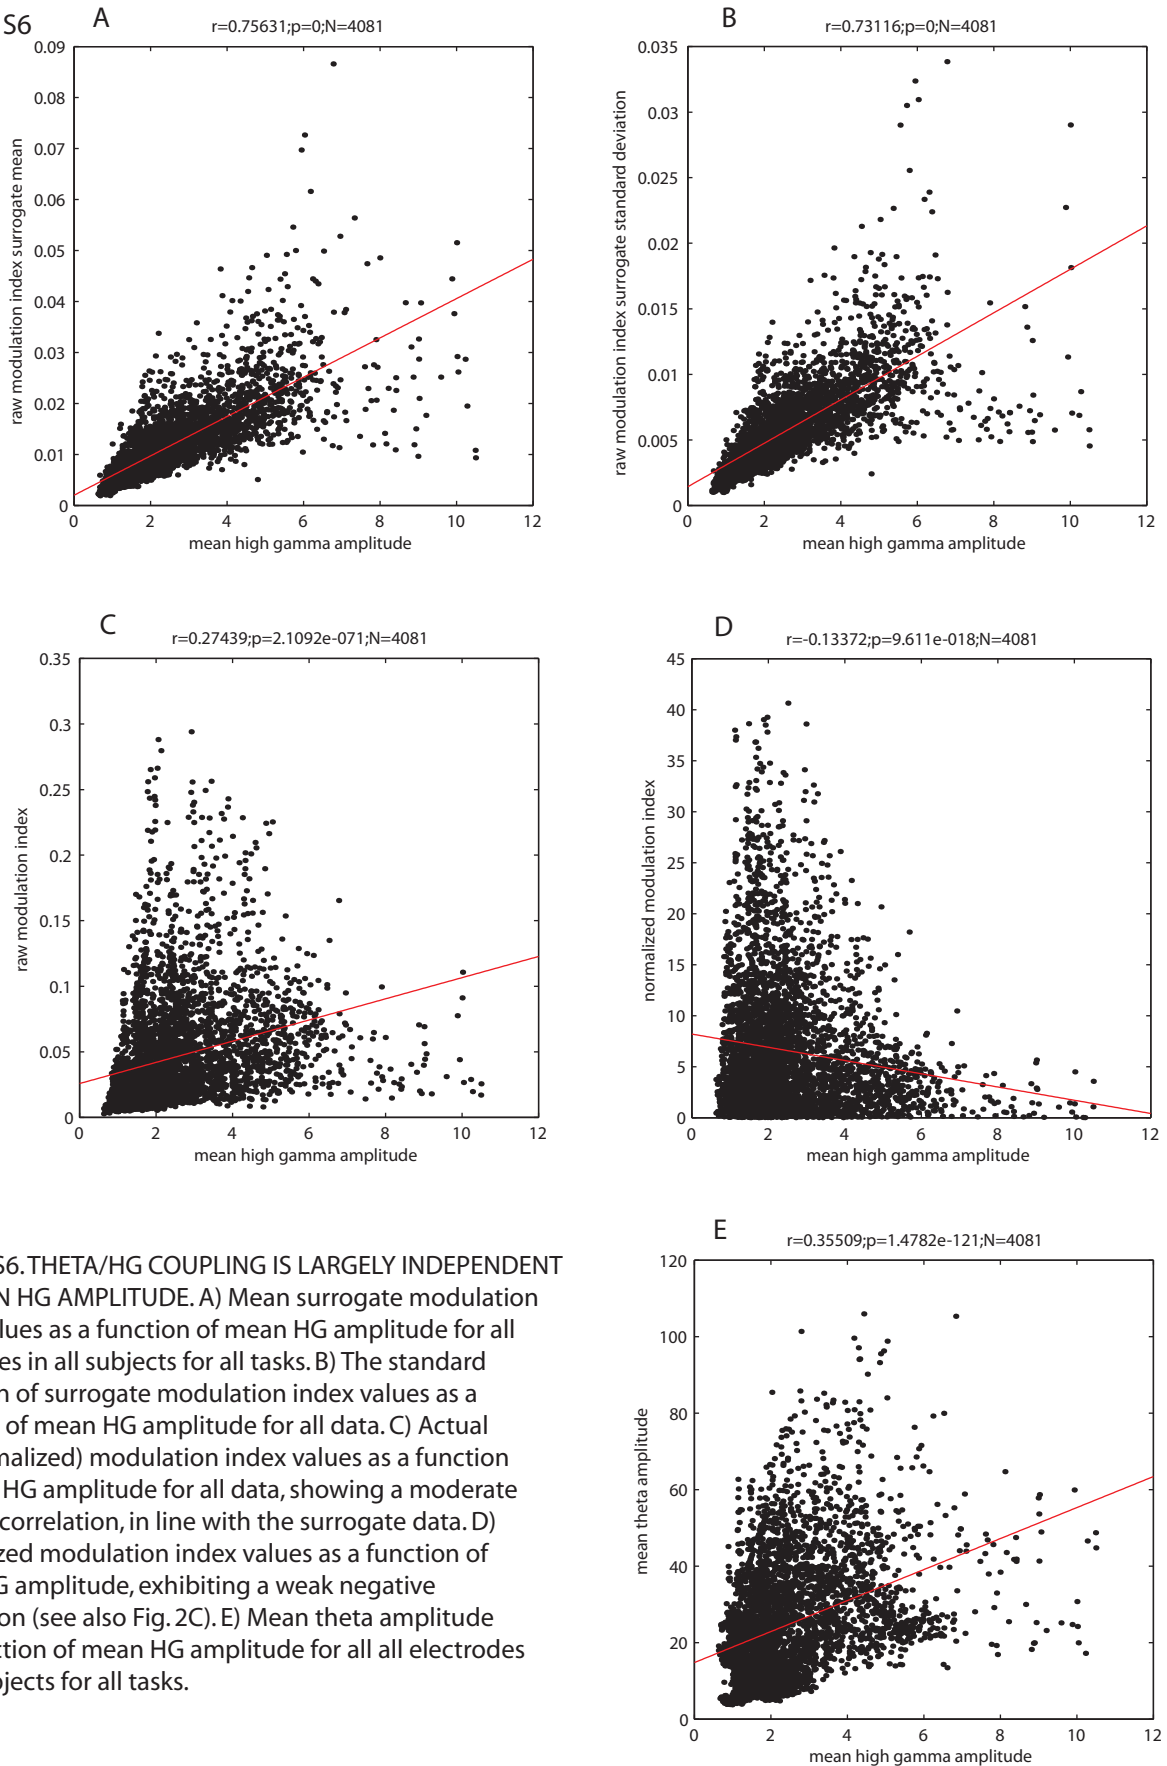 S6
A
r=0.75631;p=0;N=4081
0.09
0.08
0.07
0.06
0.05
0.04
0.03
0.02
0.01
0
raw modulation index surrogate mean
0 2 4 6 8 10 12
mean high gamma amplitude
B
r=0.73116;p=0;N=4081
0.035
0.03
0.025
0.02
0.015
0.01
0.005
0
raw modulation index surrogate standard deviation
0 2 4 6 8 10 12
mean high gamma amplitude
C
r=0.27439;p=2.1092e-071;N=4081
0.35
0.3
0.25
0.2
0.15
0.1
0.05
0
raw modulation index
0 2 4 6 8 10 12
mean high gamma amplitude
D
r=-0.13372;p=9.611e-018;N=4081
45
40
35
30
25
20
15
10
5
0
normalized modulation index
0 2 4 6 8 10 12
mean high gamma amplitude
E
r=0.35509;p=1.4782e-121;N=4081
120
100
80
60
40
20
0
mean theta amplitude
0 2 4 6 8 10 12
mean high gamma amplitude
S6. THETA/HG COUPLING IS LARGELY INDEPENDENT
N HG AMPLITUDE. A) Mean surrogate modulation
lues as a function of mean HG amplitude for all
es in all subjects for all tasks. B) The standard
n of surrogate modulation index values as a
of mean HG amplitude for all data. C) Actual
malized) modulation index values as a function
HG amplitude for all data, showing a moderate
correlation, in line with the surrogate data. D)
zed modulation index values as a function of
G amplitude, exhibiting a weak negative
on (see also Fig. 2C). E) Mean theta amplitude
ction of mean HG amplitude for all all electrodes
bjects for all tasks.